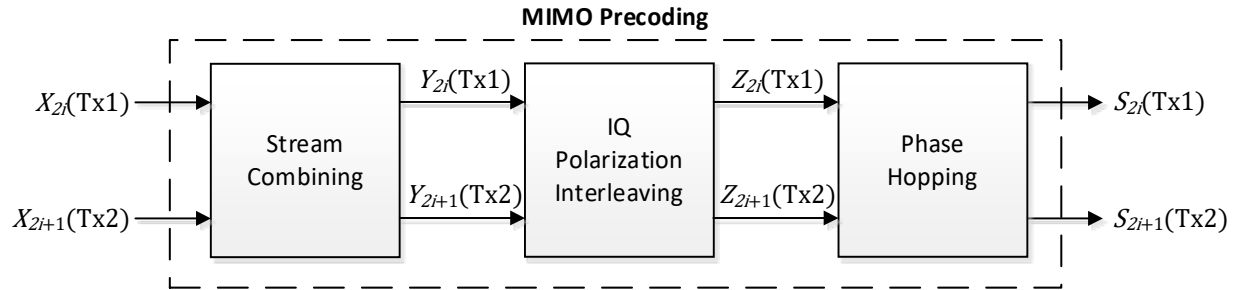 MIMO Precoding
X2i(Tx1)
Y2i(Tx1)
Z2i(Tx1)
S2i(Tx1)
Stream
Combining
IQ
Polarization
Interleaving
Phase
Hopping
X2i+1(Tx2)
Y2i+1(Tx2)
Z2i+1(Tx2)
S2i+1(Tx2)